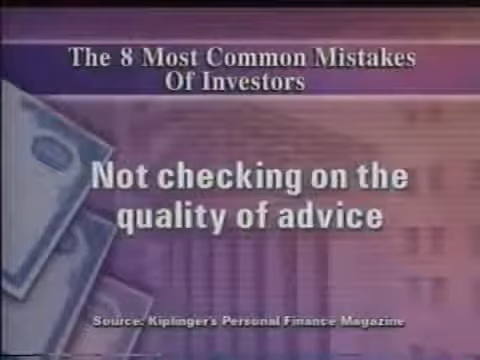 The 8 Most Common Mistakes
Of Investors
Not checking on the
quality of advice
Source: Kiplinger's Personal Finance Magazine